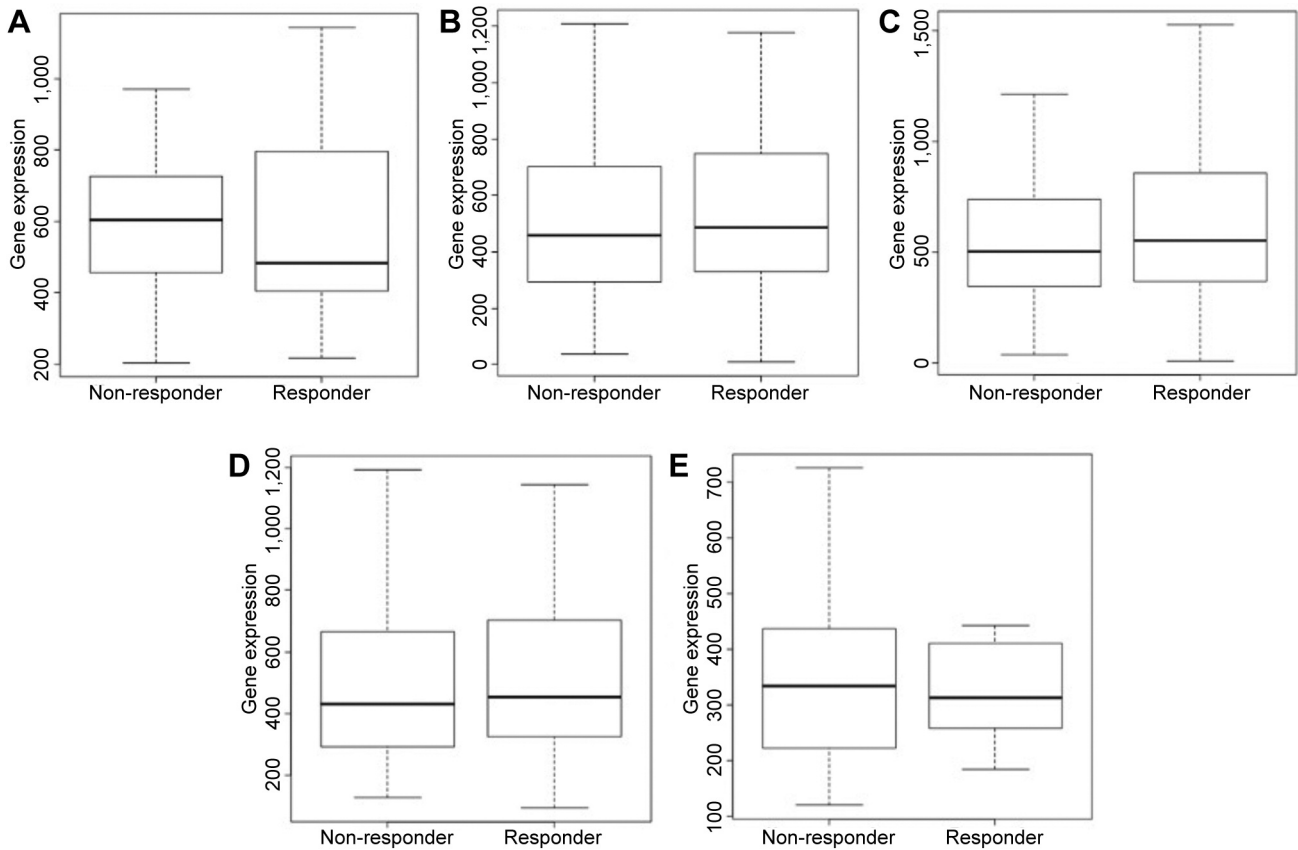 A
Gene expression
1,000
800
600
400
200
Non-responder
Responder
B
Gene expression
1,200
1,000
800
600
400
200
0
Non-responder
Responder
C
Gene expression
1,500
1,000
500
0
Non-responder
Responder
D
Gene expression
1,200
1,000
800
600
400
200
Non-responder
Responder
E
Gene expression
700
600
500
400
300
200
100
Non-responder
Responder